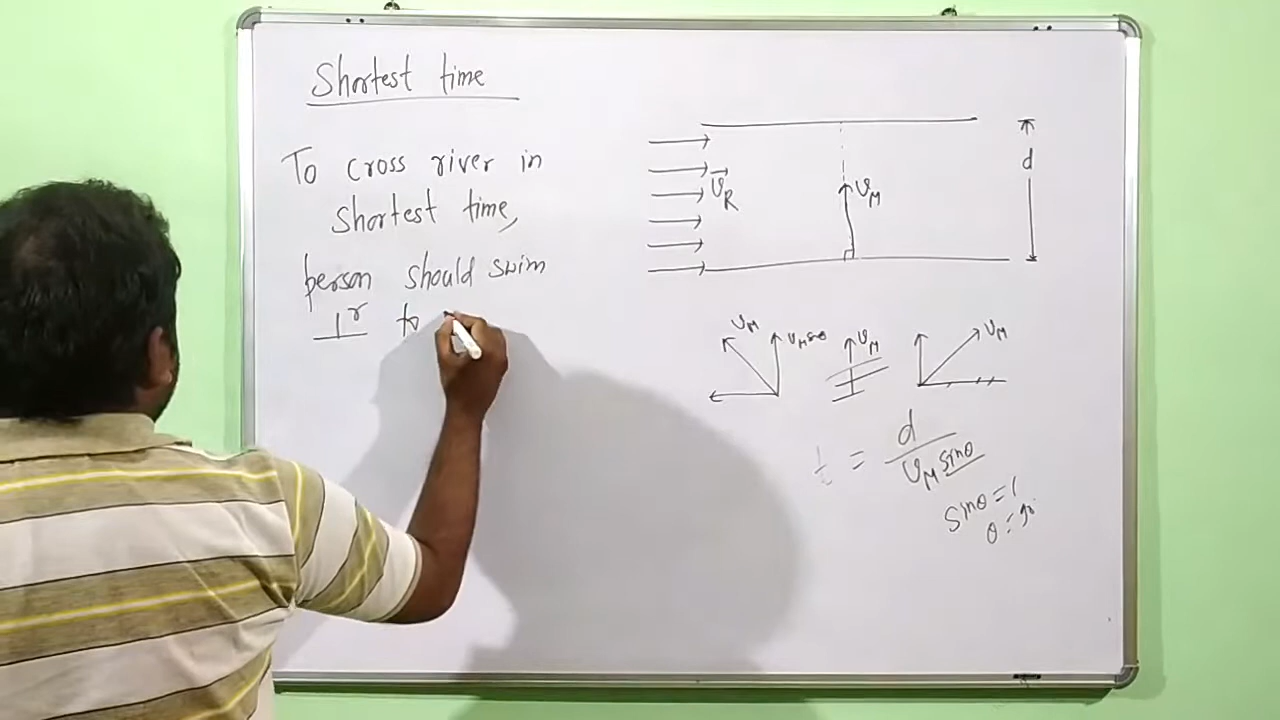 Shortest time
To cross river in
shortest time,
person should swim
⊥r to
v⃗R
vM
d
vM
vM sinθ
vM
vM
t = d / vM sinθ
sinθ = 1
θ = 90°